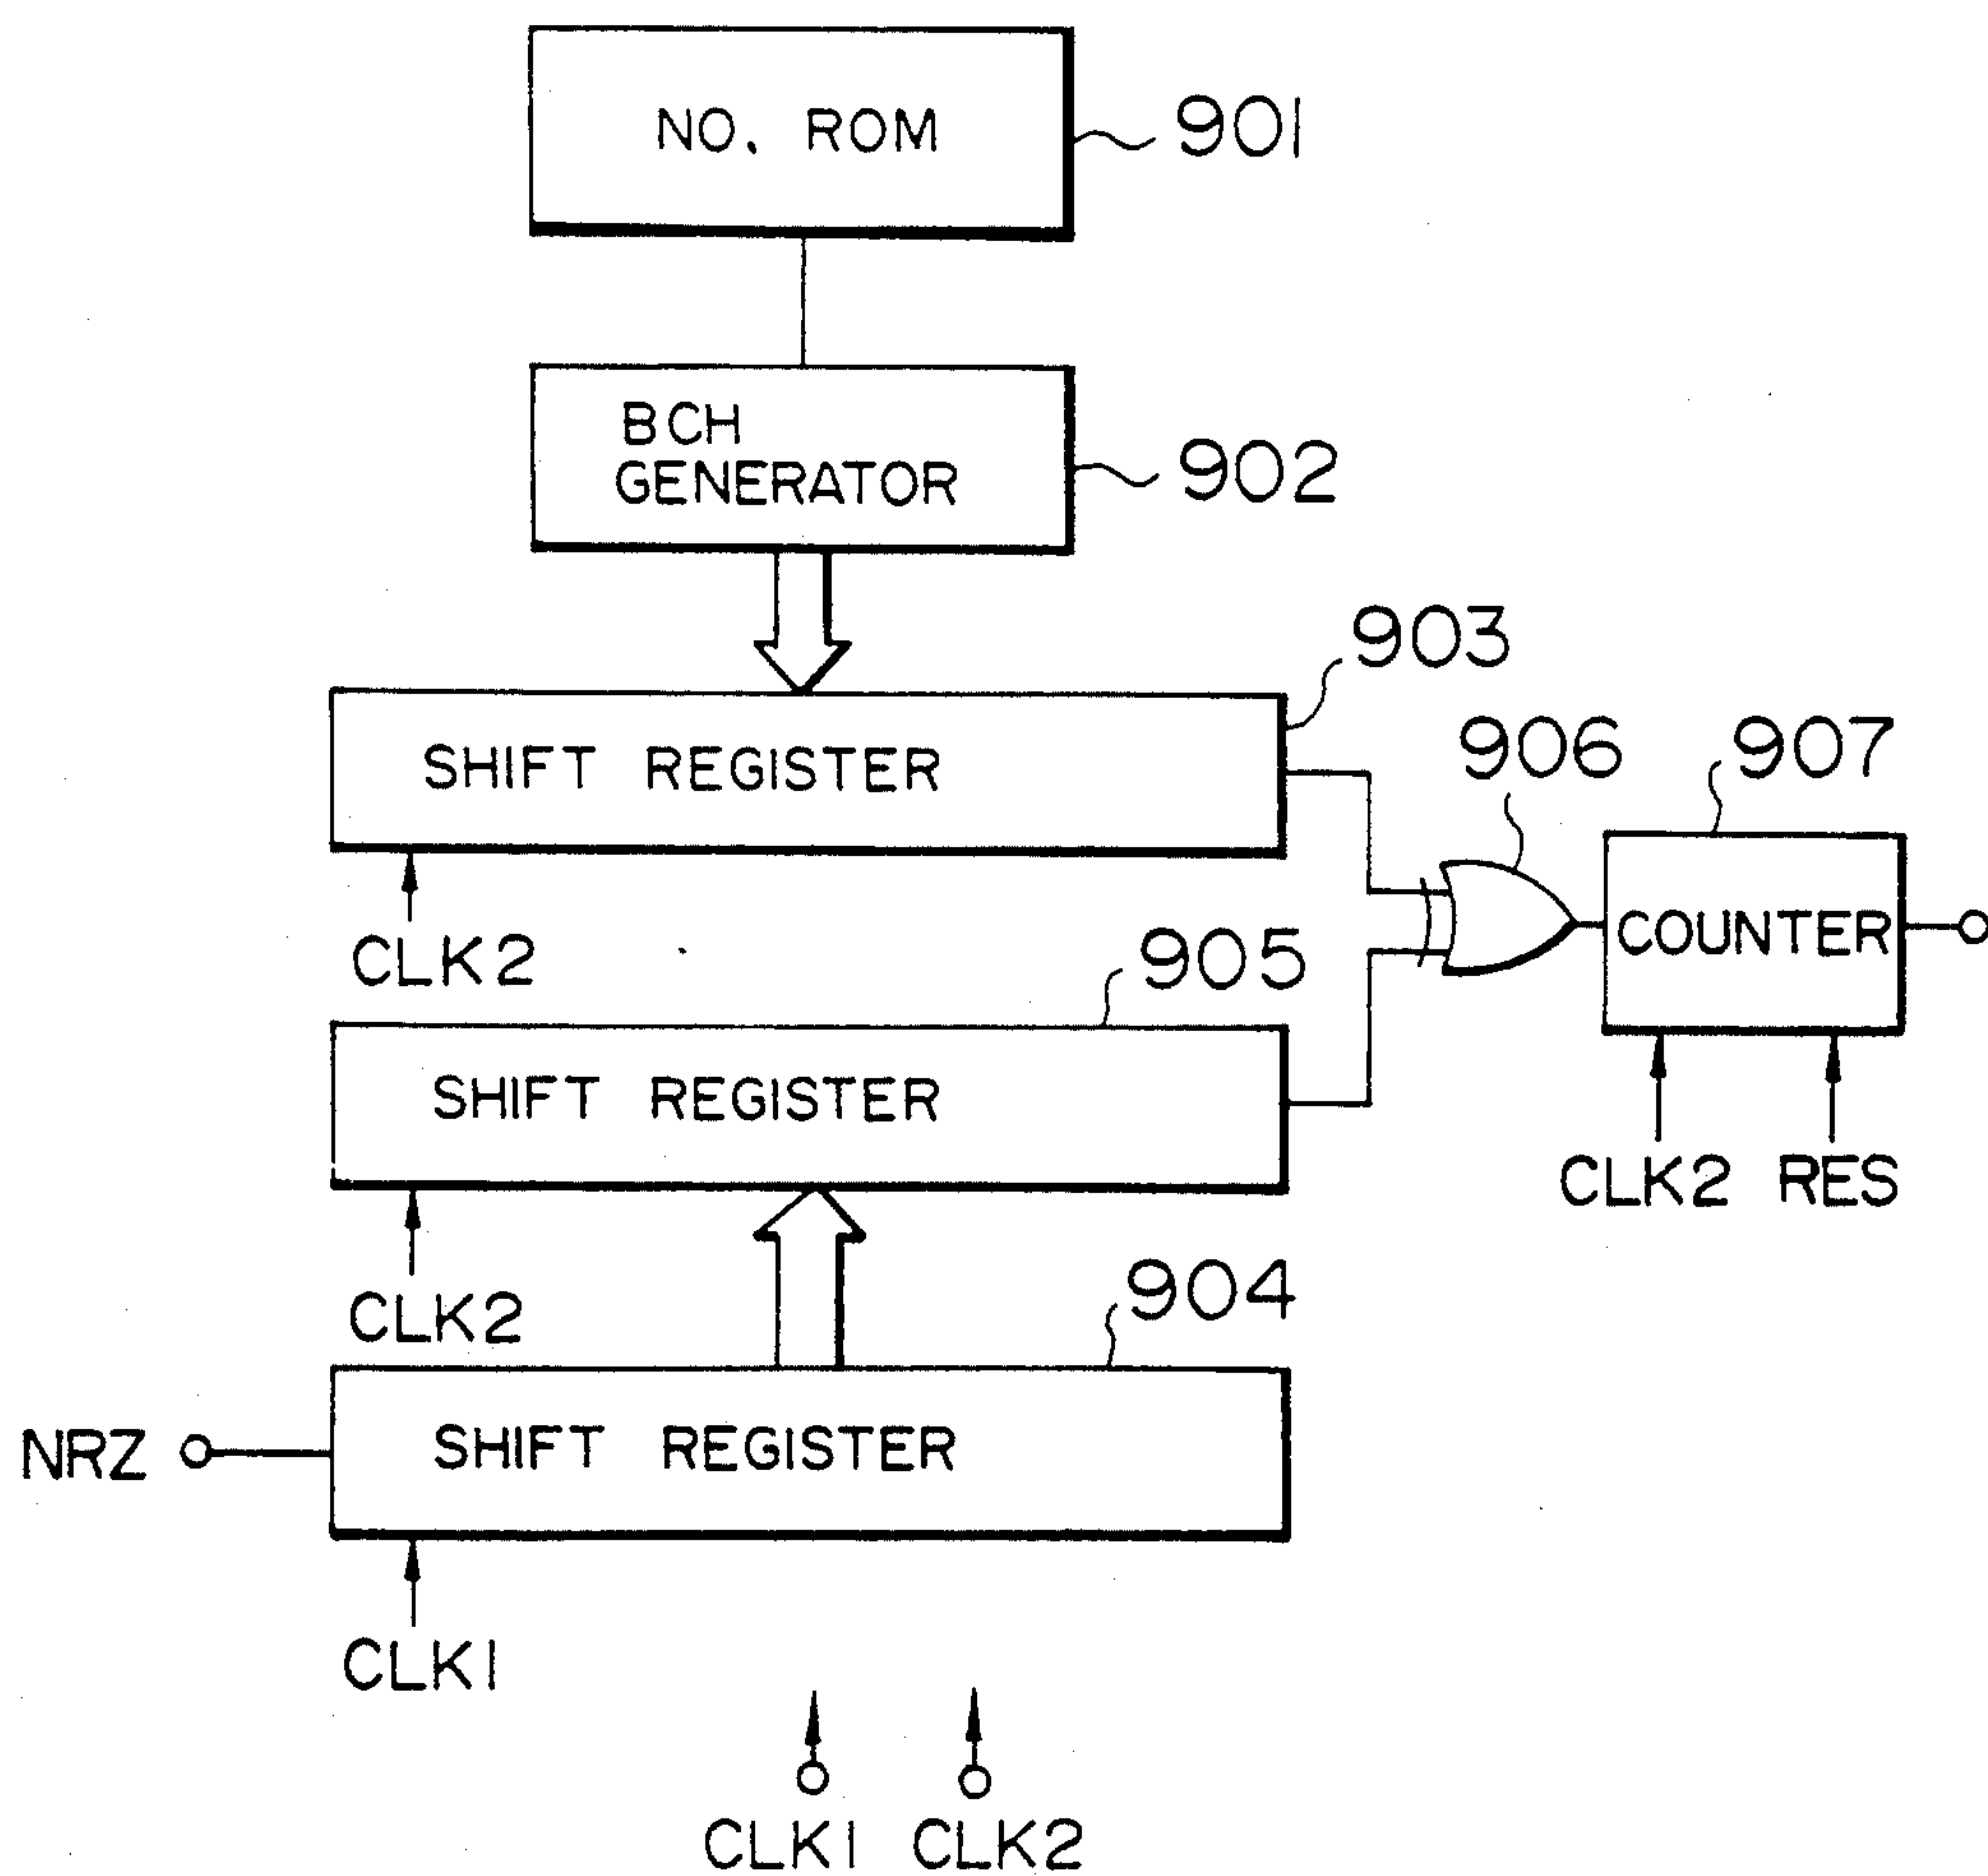 NO. ROM
901
BCH
GENERATOR
902
903
SHIFT REGISTER
906
907
CLK2
905
COUNTER
SHIFT REGISTER
CLK2 RES
CLK2
904
NRZ
SHIFT REGISTER
CLK1
CLK1 CLK2